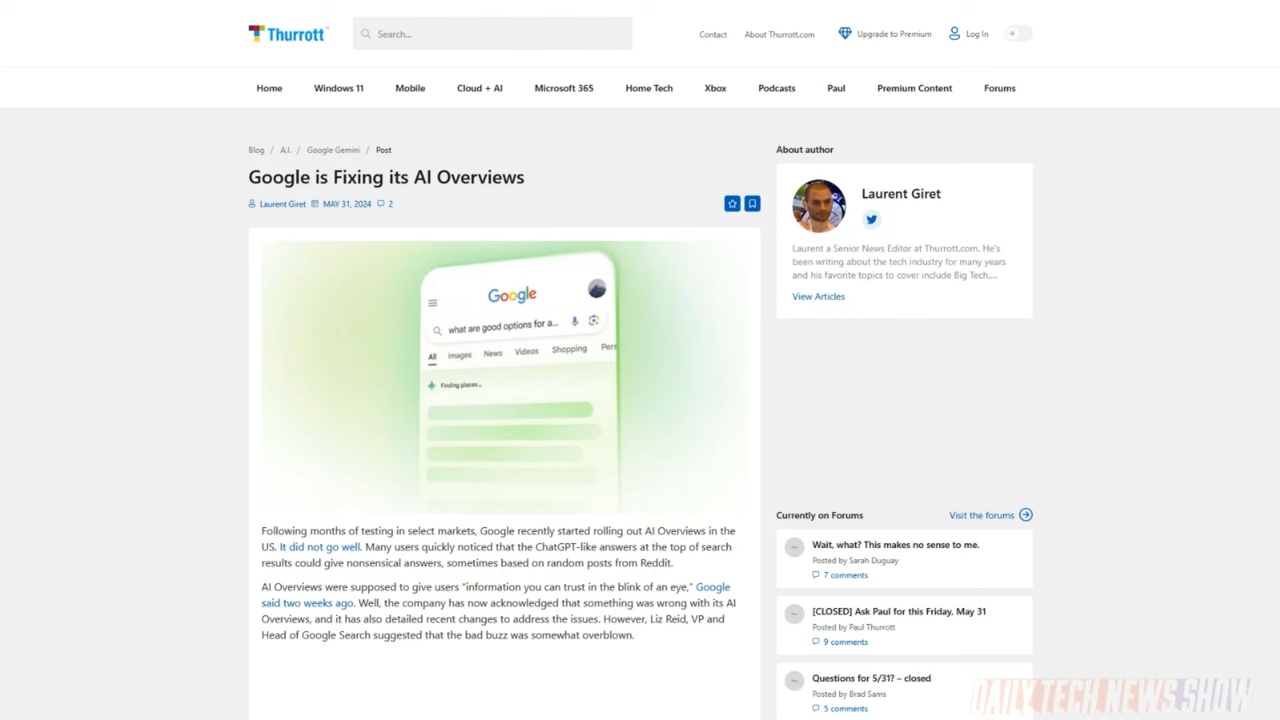 Thurrott
Search...
Contact
About Thurrott.com
Upgrade to Premium
Log In
Home
Windows 11
Mobile
Cloud + AI
Microsoft 365
Home Tech
Xbox
Podcasts
Paul
Premium Content
Forums
Blog / A.I. / Google Gemini / Post
Google is Fixing its AI Overviews
Laurent Giret MAY 31, 2024 2
Google
what are good options for a...
All Images News Videos Shopping Pers
Finding places...
Following months of testing in select markets, Google recently started rolling out AI Overviews in the
US. It did not go well. Many users quickly noticed that the ChatGPT-like answers at the top of search
results could give nonsensical answers, sometimes based on random posts from Reddit.
AI Overviews were supposed to give users “information you can trust in the blink of an eye,” Google
said two weeks ago. Well, the company has now acknowledged that something was wrong with its AI
Overviews, and it has also detailed recent changes to address the issues. However, Liz Reid, VP and
Head of Google Search suggested that the bad buzz was somewhat overblown.
About author
Laurent Giret
Laurent a Senior News Editor at Thurrott.com. He's
been writing about the tech industry for many years
and his favorite topics to cover include Big Tech....
View Articles
Currently on Forums
Visit the forums
Wait, what? This makes no sense to me.
Posted by Sarah Duguay
7 comments
[CLOSED] Ask Paul for this Friday, May 31
Posted by Paul Thurrott
9 comments
Questions for 5/31? – closed
Posted by Brad Sams
5 comments
DAILY TECH NEWS SHOW